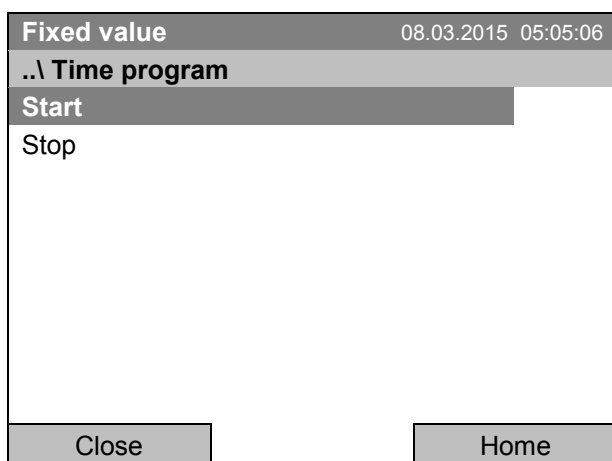 Fixed value 08.03.2015 05:05:06
..\ Time program
Start
Stop
Close Home